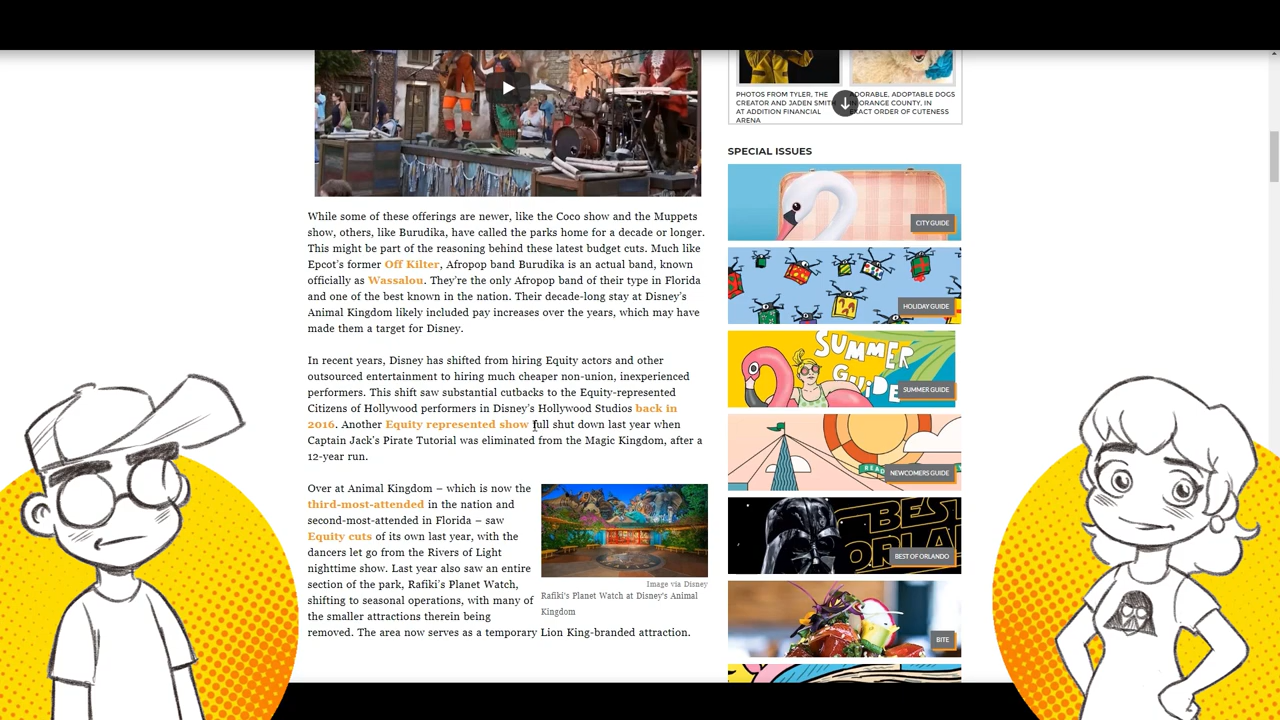 While some of these offerings are newer, like the Coco show and the Muppets
show, others, like Burudika, have called the parks home for a decade or longer.
This might be part of the reasoning behind these latest budget cuts. Much like
Epcot's former Off Kilter, Afropop band Burudika is an actual band, known
officially as Wassalou. They're the only Afropop band of their type in Florida
and one of the best known in the nation. Their decade-long stay at Disney's
Animal Kingdom likely included pay increases over the years, which may have
made them a target for Disney.
In recent years, Disney has shifted from hiring Equity actors and other
outsourced entertainment to hiring much cheaper non-union, inexperienced
performers. This shift saw substantial cutbacks to the Equity-represented
Citizens of Hollywood performers in Disney's Hollywood Studios back in
2016. Another Equity represented show full shut down last year when
Captain Jack's Pirate Tutorial was eliminated from the Magic Kingdom, after a
12-year run.
Over at Animal Kingdom – which is now the
third-most-attended in the nation and
second-most-attended in Florida – saw
Equity cuts of its own last year, with the
dancers let go from the Rivers of Light
nighttime show. Last year also saw an entire
section of the park, Rafiki's Planet Watch,
shifting to seasonal operations, with many of
the smaller attractions therein being
removed. The area now serves as a temporary Lion King-branded attraction.
Image via Disney
Rafiki's Planet Watch at Disney's Animal
Kingdom
PHOTOS FROM TYLER, THE
CREATOR AND JADEN SMITH
AT ADDITION FINANCIAL
ARENA
ADORABLE, ADOPTABLE DOGS
IN ORANGE COUNTY, IN
EXACT ORDER OF CUTENESS
SPECIAL ISSUES
CITY GUIDE
HOLIDAY GUIDE
SUMMER
GUiDE
SUMMER GUIDE
READ
NEWCOMERS GUIDE
BEST
ORLANDO
BEST OF ORLANDO
BITE